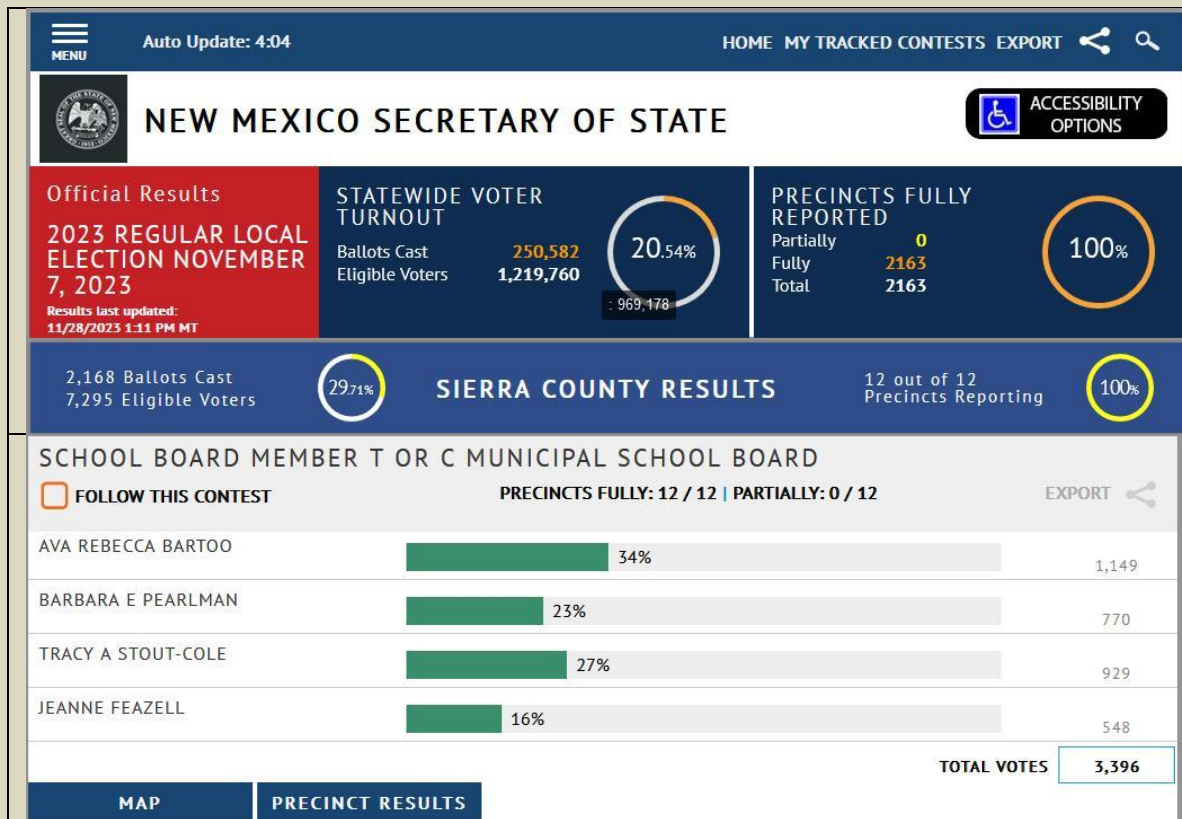 MENU
Auto Update: 4:04
HOME MY TRACKED CONTESTS EXPORT
NEW MEXICO SECRETARY OF STATE
ACCESSIBILITY
OPTIONS
Official Results
2023 REGULAR LOCAL
ELECTION NOVEMBER
7, 2023
Results last updated:
11/28/2023 1:11 PM MT
STATEWIDE VOTER
TURNOUT
Ballots Cast 250,582
Eligible Voters 1,219,760
20.54%
: 969,178
PRECINCTS FULLY
REPORTED
Partially 0
Fully 2163
Total 2163
100%
2,168 Ballots Cast
7,295 Eligible Voters
29.71%
SIERRA COUNTY RESULTS
12 out of 12
Precincts Reporting
100%
SCHOOL BOARD MEMBER T OR C MUNICIPAL SCHOOL BOARD
FOLLOW THIS CONTEST
PRECINCTS FULLY: 12 / 12 | PARTIALLY: 0 / 12
EXPORT
AVA REBECCA BARTOO 34% 1,149
BARBARA E PEARLMAN 23% 770
TRACY A STOUT-COLE 27% 929
JEANNE FEAZELL 16% 548
TOTAL VOTES 3,396
MAP
PRECINCT RESULTS